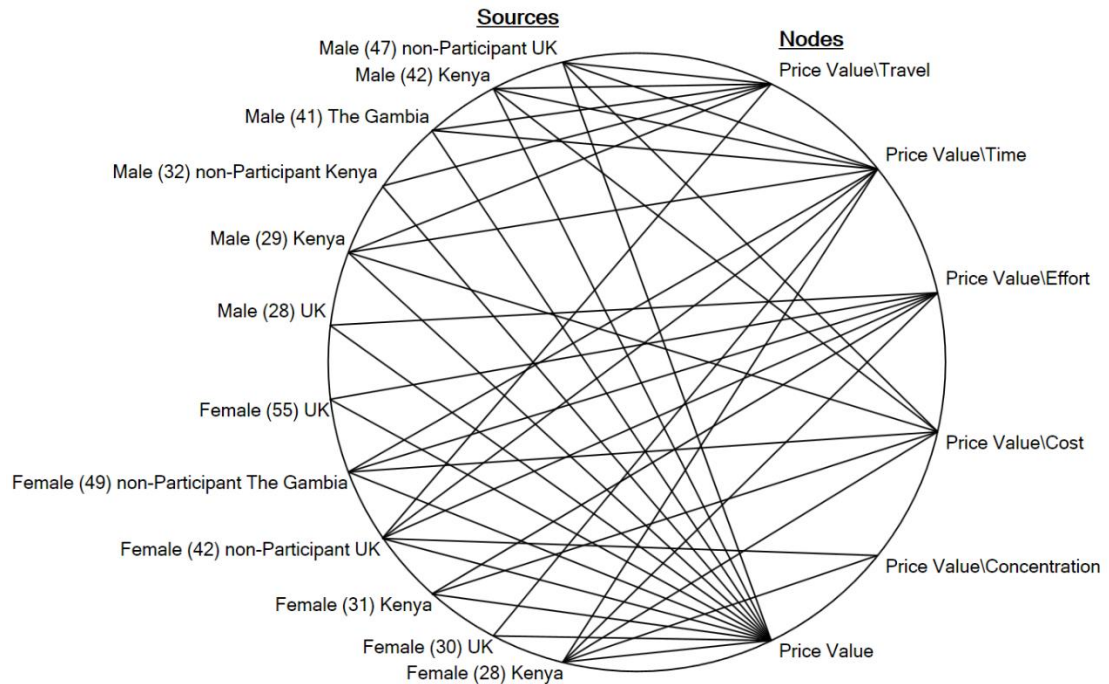 Sources
Male (47) non-Participant UK
Male (42) Kenya
Male (41) The Gambia
Male (32) non-Participant Kenya
Male (29) Kenya
Male (28) UK
Female (55) UK
Female (49) non-Participant The Gambia
Female (42) non-Participant UK
Female (31) Kenya
Female (30) UK
Female (28) Kenya
Nodes
Price Value\Travel
Price Value\Time
Price Value\Effort
Price Value\Cost
Price Value\Concentration
Price Value